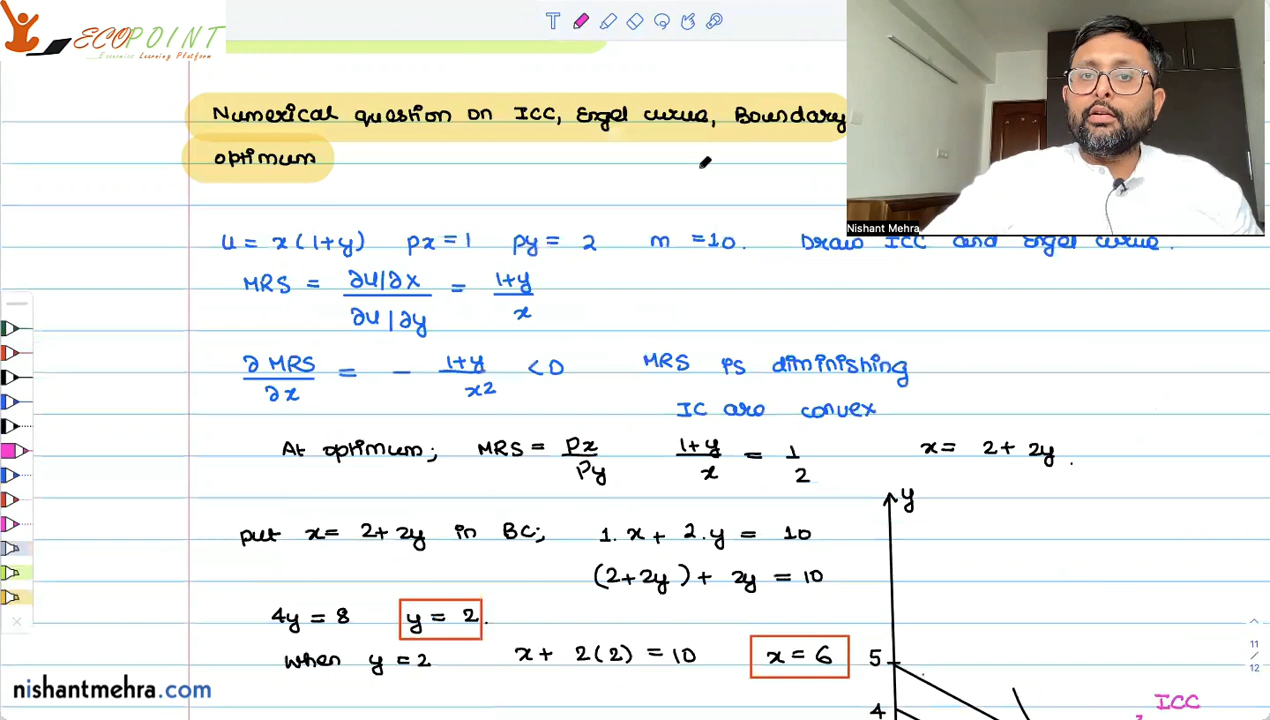 ECOPOINT
Economics Learning Platform
T
Numerical question on ICC, Engel curve, Boundary
optimum
Nishant Mehra
U = x(1+y) px = 1 py = 2 m = 10. Draw ICC and Engel curve.
MRS = ∂U/∂x / ∂U/∂y = 1+y / x
∂MRS / ∂x = - 1+y / x2 < 0 MRS is diminishing
IC are convex
At optimum; MRS = px / py 1+y / x = 1 / 2 x = 2 + 2y.
y
put x = 2+2y in BC; 1.x + 2.y = 10
(2+2y) + 2y = 10
4y = 8 y = 2.
when y = 2 x + 2(2) = 10 x = 6
5
4
ICC
11
/
12
nishantmehra.com